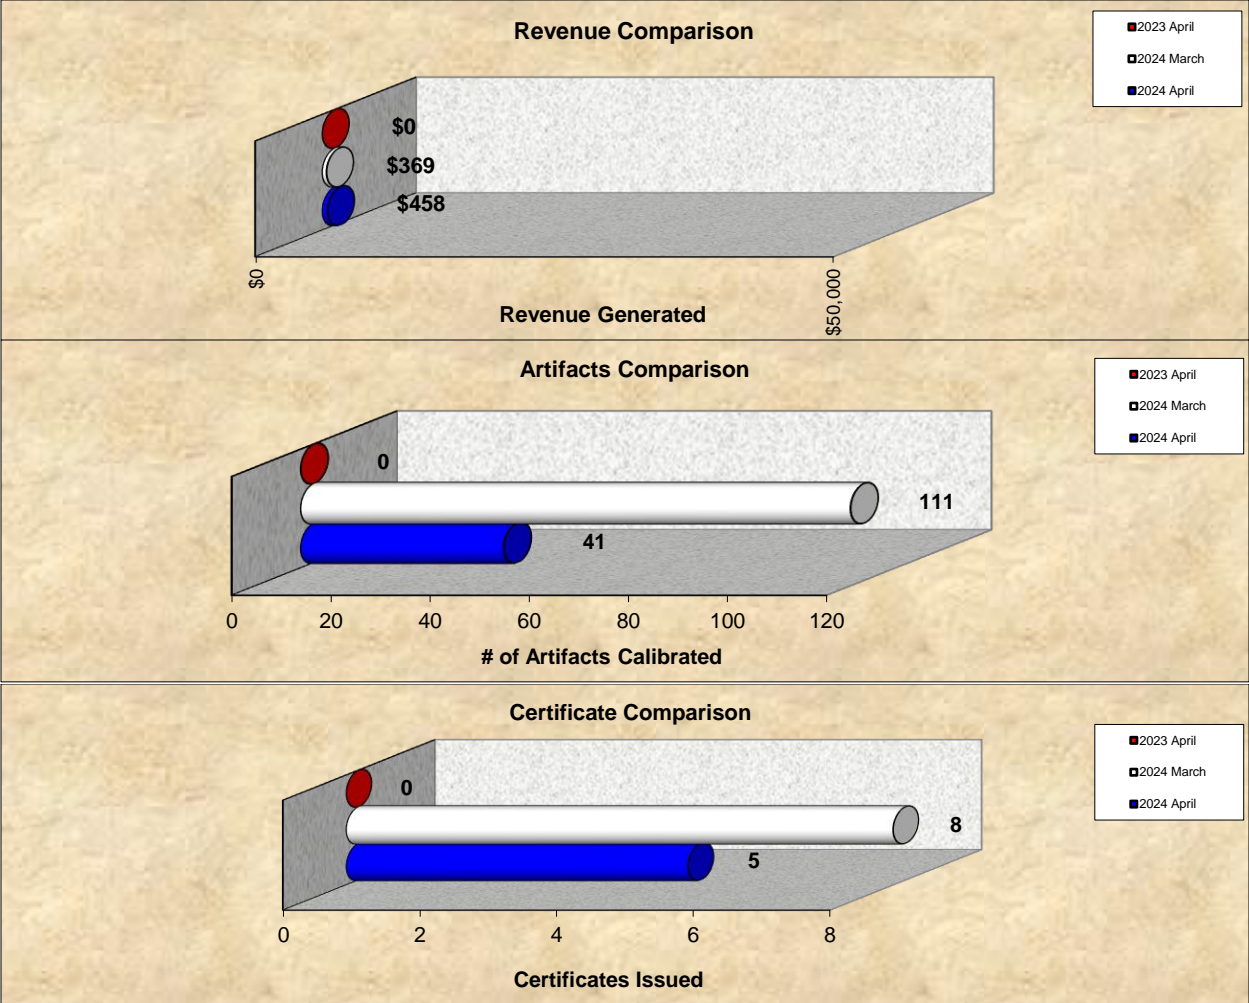 Revenue Comparison
2023 April
2024 March
2024 April
$0
$369
$458
$0
$50,000
Revenue Generated
Artifacts Comparison
2023 April
2024 March
2024 April
0
111
41
0 20 40 60 80 100 120
# of Artifacts Calibrated
Certificate Comparison
2023 April
2024 March
2024 April
0
8
5
0 2 4 6 8
Certificates Issued